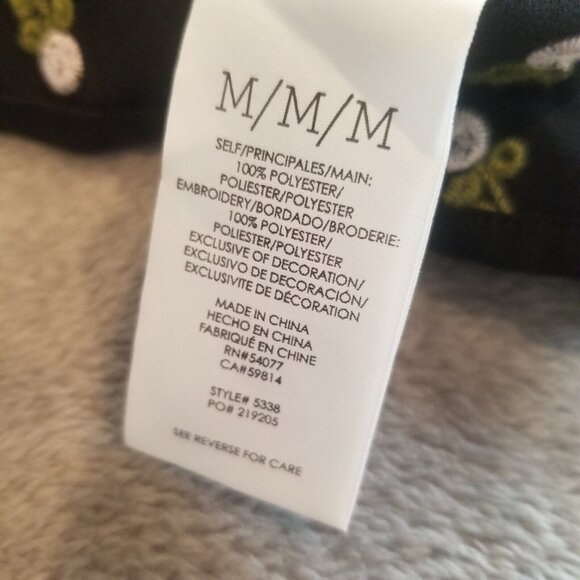 M/M/M
SELF/PRINCIPALES/MAIN:
100% POLYESTER/
POLIESTER/POLYESTER
EMBROIDERY/BORDADO/BRODERIE:
100% POLYESTER/
POLIESTER/POLYESTER
EXCLUSIVE OF DECORATION/
EXCLUSIVO DE DECORACIÓN/
EXCLUSIVITE DE DÉCORATION
MADE IN CHINA
HECHO EN CHINA
FABRIQUÉ EN CHINE
RN#54077
CA#59814
STYLE# 5338
PO# 219205
SEE REVERSE FOR CARE